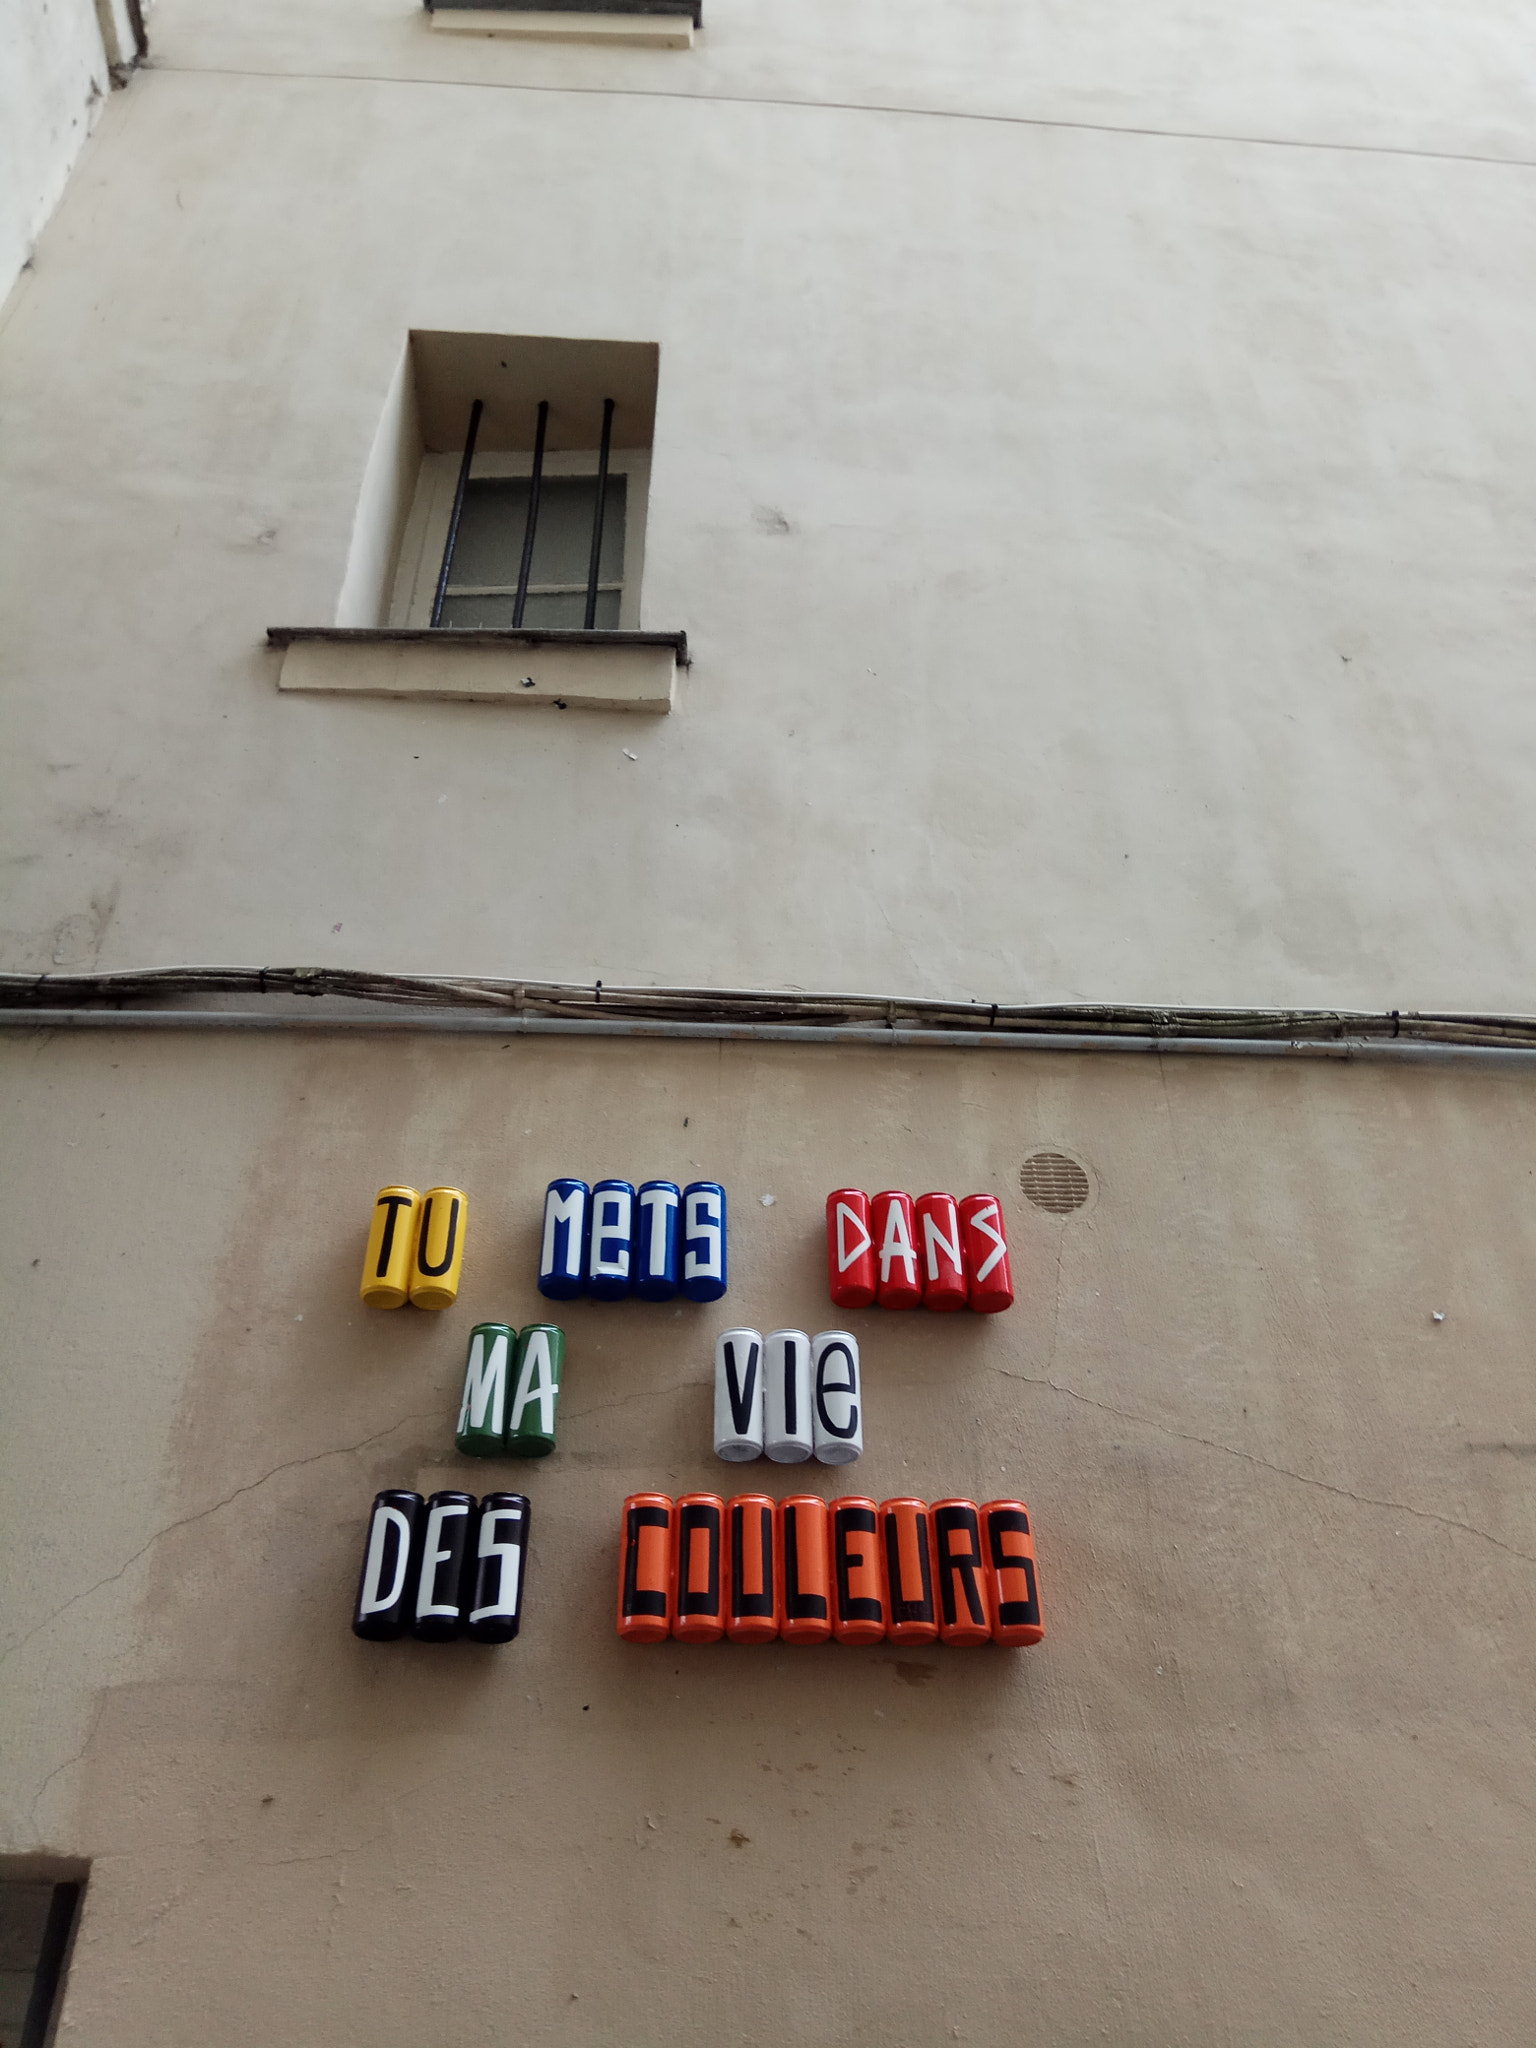 TU MeTS DANS
MA VIe
DES COULEURS